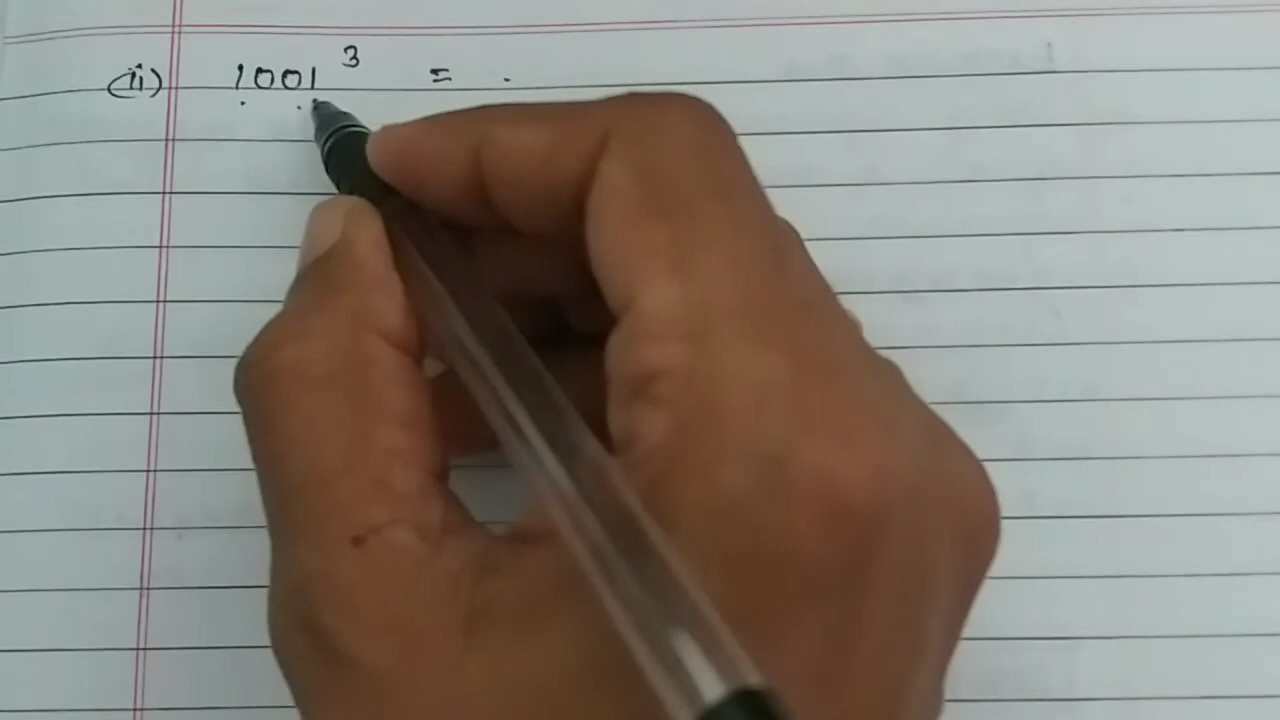 (ii) 1001³ = .